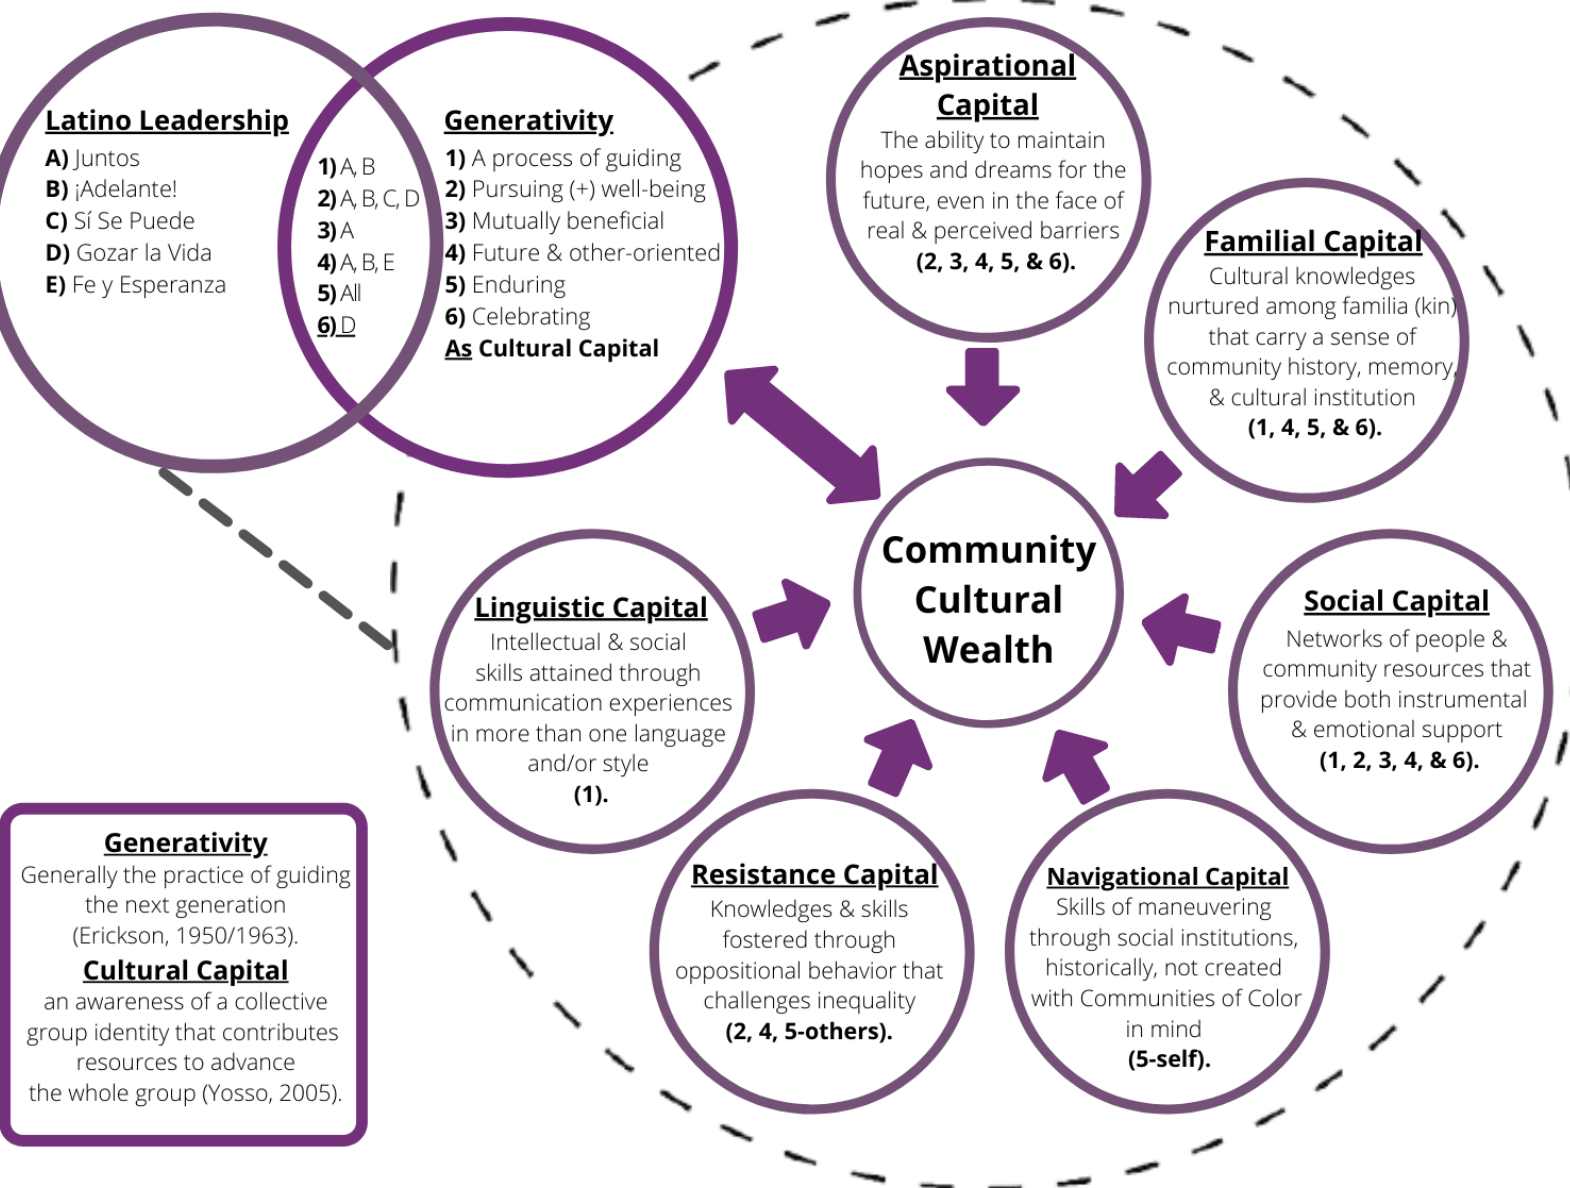 Latino Leadership
A) Juntos
B) ¡Adelante!
C) Sí Se Puede
D) Gozar la Vida
E) Fe y Esperanza
1) A, B
2) A, B, C, D
3) A
4) A, B, E
5) All
6) D
Generativity
1) A process of guiding
2) Pursuing (+) well-being
3) Mutually beneficial
4) Future & other-oriented
5) Enduring
6) Celebrating
As Cultural Capital
Aspirational
Capital
The ability to maintain
hopes and dreams for the
future, even in the face of
real & perceived barriers
(2, 3, 4, 5, & 6).
Familial Capital
Cultural knowledges
nurtured among familia (kin)
that carry a sense of
community history, memory,
& cultural institution
(1, 4, 5, & 6).
Community
Cultural
Wealth
Linguistic Capital
Intellectual & social
skills attained through
communication experiences
in more than one language
and/or style
(1).
Social Capital
Networks of people &
community resources that
provide both instrumental
& emotional support
(1, 2, 3, 4, & 6).
Resistance Capital
Knowledges & skills
fostered through
oppositional behavior that
challenges inequality
(2, 4, 5-others).
Navigational Capital
Skills of maneuvering
through social institutions,
historically, not created
with Communities of Color
in mind
(5-self).
Generativity
Generally the practice of guiding
the next generation
(Erickson, 1950/1963).
Cultural Capital
an awareness of a collective
group identity that contributes
resources to advance
the whole group (Yosso, 2005).